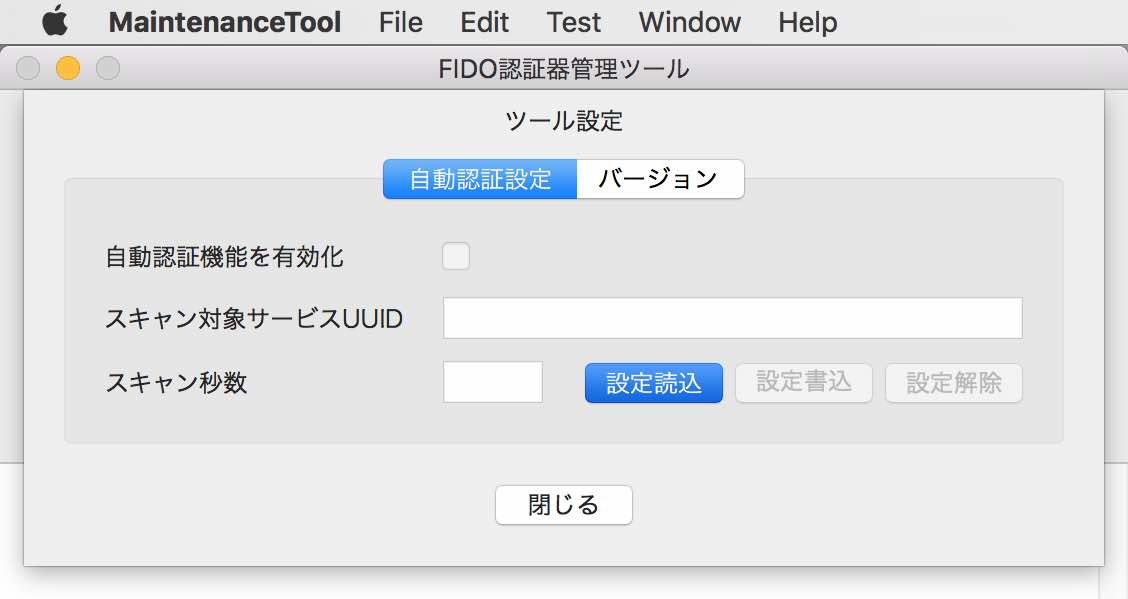 MaintenanceTool File Edit Test Window Help
FIDO認証器管理ツール
ツール設定
自動認証設定 バージョン
自動認証機能を有効化
スキャン対象サービスUUID
スキャン秒数 設定読込 設定書込 設定解除
閉じる